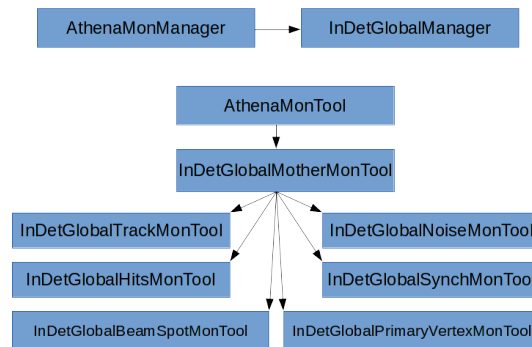 AthenaMonManager
InDetGlobalManager
AthenaMonTool
InDetGlobalMotherMonTool
InDetGlobalTrackMonTool
InDetGlobalNoiseMonTool
InDetGlobalHitsMonTool
InDetGlobalSynchMonTool
InDetGlobalBeamSpotMonTool
InDetGlobalPrimaryVertexMonTool